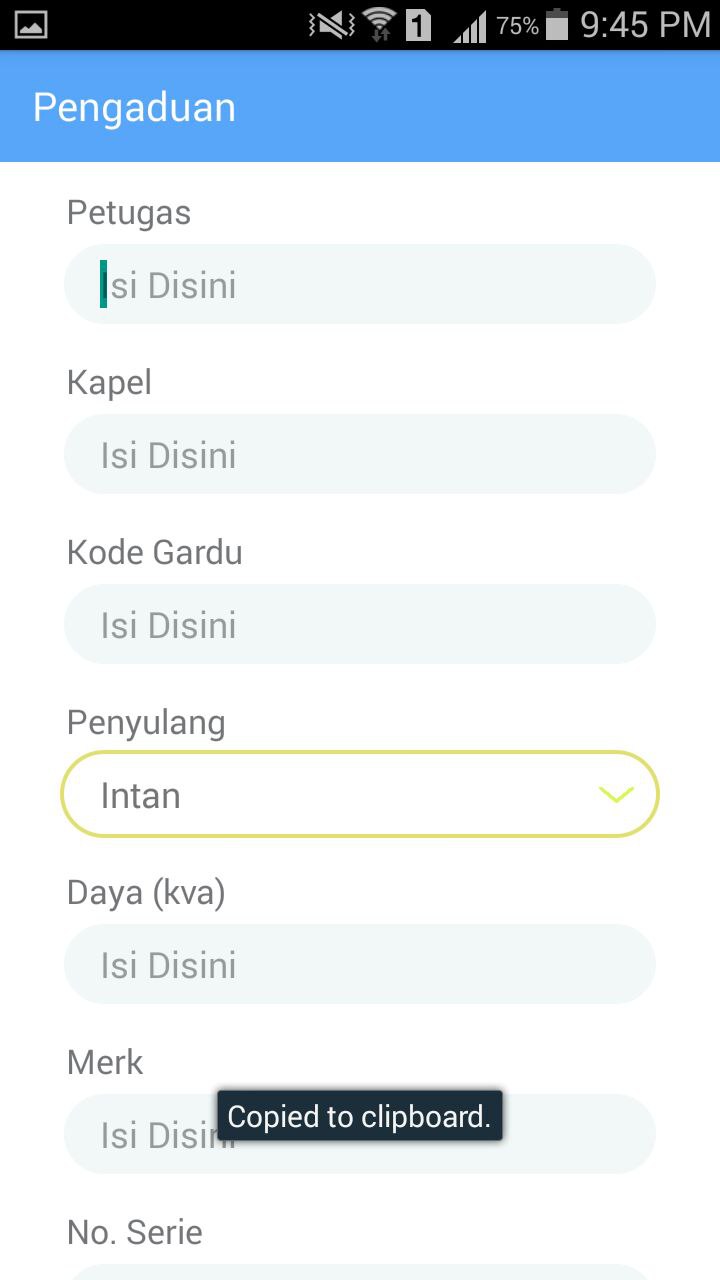 1 75% 9:45 PM
Pengaduan
Petugas
Isi Disini
Kapel
Isi Disini
Kode Gardu
Isi Disini
Penyulang
Intan
Daya (kva)
Isi Disini
Merk
Isi Disini
Copied to clipboard.
No. Serie